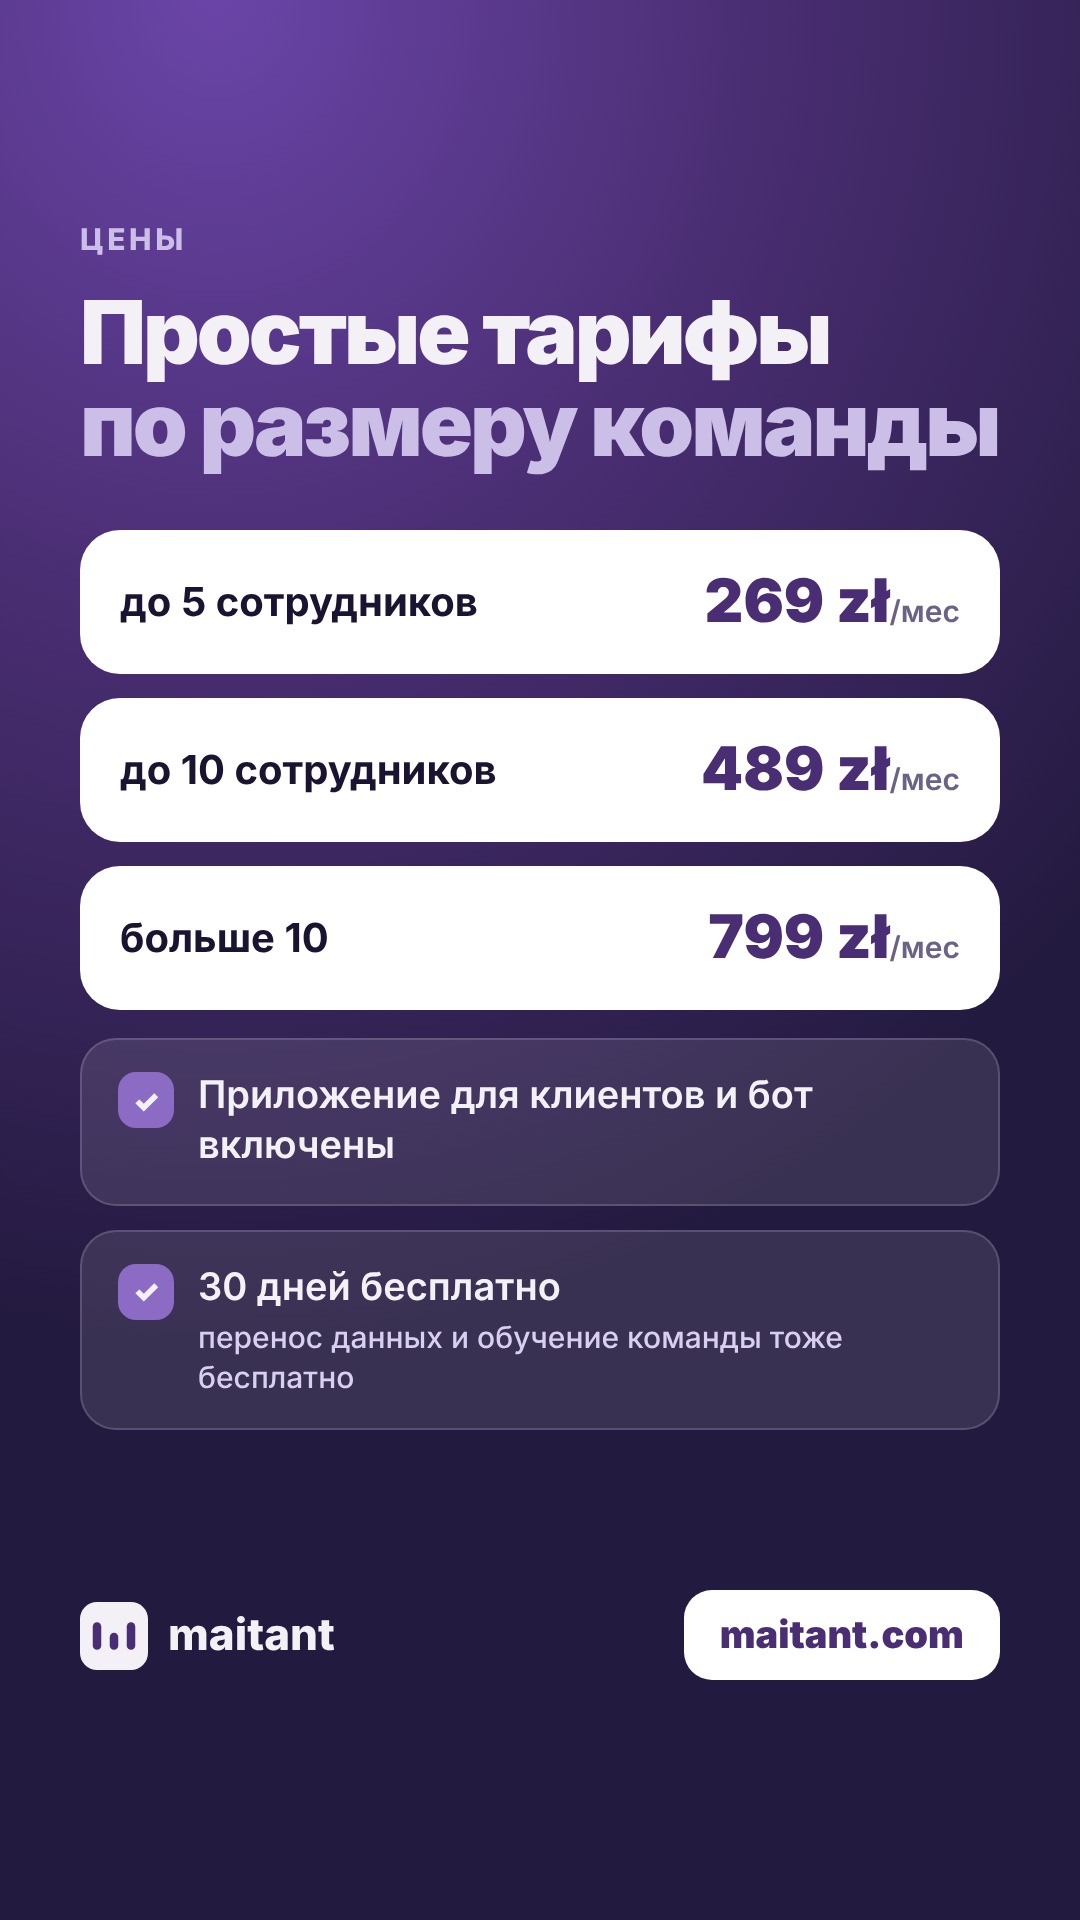 ЦЕНЫ
Простые тарифы
по размеру команды
до 5 сотрудников 269 zł/мес
до 10 сотрудников 489 zł/мес
больше 10 799 zł/мес
Приложение для клиентов и бот
включены
30 дней бесплатно
перенос данных и обучение команды тоже
бесплатно
maitant maitant.com